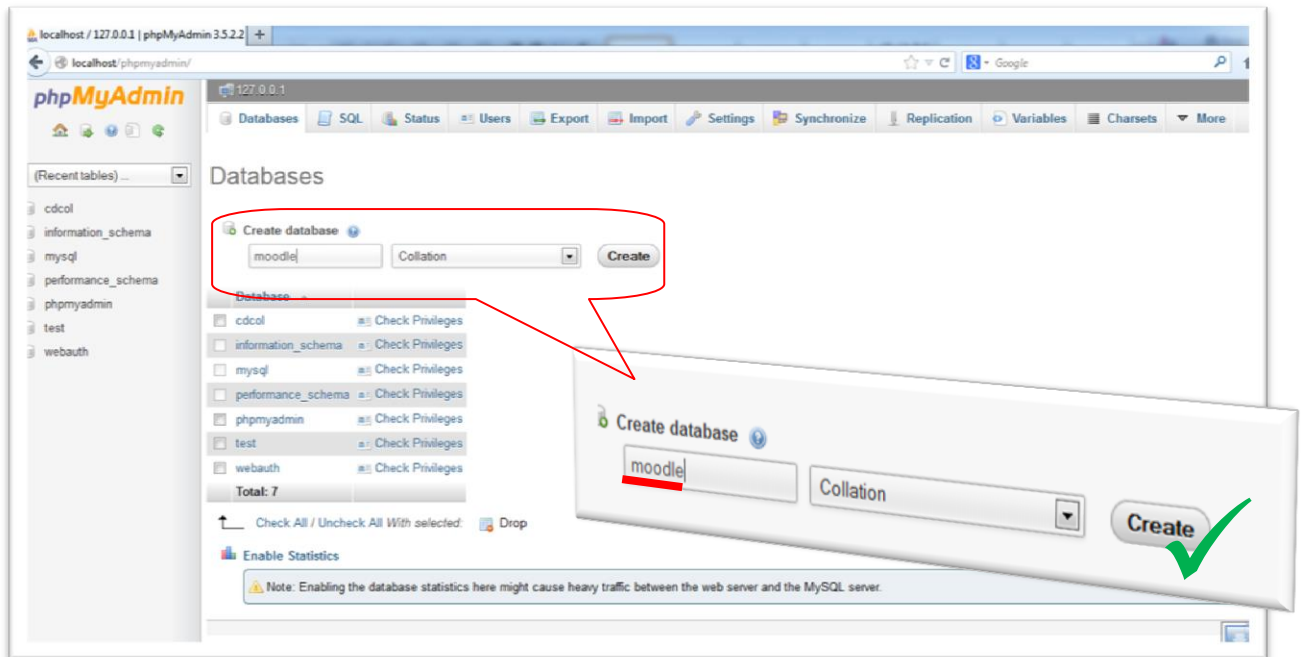 localhost / 127.0.0.1 | phpMyAdmin 3.5.2.2
localhost/phpmyadmin/
Google
phpMyAdmin
127.0.0.1
Databases SQL Status Users Export Import Settings Synchronize Replication Variables Charsets More
(Recent tables) ...
cdcol
information_schema
mysql
performance_schema
phpmyadmin
test
webauth
Databases
Create database
moodle Collation Create
Database
cdcol Check Privileges
information_schema Check Privileges
mysql Check Privileges
performance_schema Check Privileges
phpmyadmin Check Privileges
test Check Privileges
webauth Check Privileges
Total: 7
Check All / Uncheck All With selected: Drop
Enable Statistics
Note: Enabling the database statistics here might cause heavy traffic between the web server and the MySQL server.
Create database
moodle Collation Create